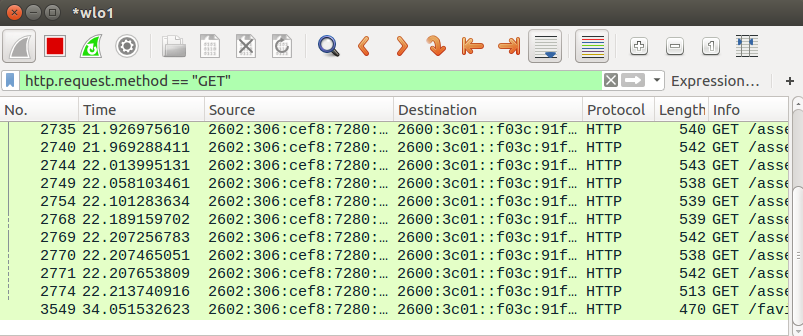 *wlo1
http.request.method == "GET" Expression… +
No. Time Source Destination Protocol Length Info
2735 21.926975610 2602:306:cef8:7280:… 2600:3c01::f03c:91f… HTTP 540 GET /asse
2740 21.969288411 2602:306:cef8:7280:… 2600:3c01::f03c:91f… HTTP 542 GET /asse
2744 22.013995131 2602:306:cef8:7280:… 2600:3c01::f03c:91f… HTTP 543 GET /asse
2749 22.058103461 2602:306:cef8:7280:… 2600:3c01::f03c:91f… HTTP 538 GET /asse
2754 22.101283634 2602:306:cef8:7280:… 2600:3c01::f03c:91f… HTTP 539 GET /asse
2768 22.189159702 2602:306:cef8:7280:… 2600:3c01::f03c:91f… HTTP 539 GET /asse
2769 22.207256783 2602:306:cef8:7280:… 2600:3c01::f03c:91f… HTTP 542 GET /asse
2770 22.207465051 2602:306:cef8:7280:… 2600:3c01::f03c:91f… HTTP 538 GET /asse
2771 22.207653809 2602:306:cef8:7280:… 2600:3c01::f03c:91f… HTTP 542 GET /asse
2774 22.213740916 2602:306:cef8:7280:… 2600:3c01::f03c:91f… HTTP 513 GET /asse
3549 34.051532623 2602:306:cef8:7280:… 2600:3c01::f03c:91f… HTTP 470 GET /favi